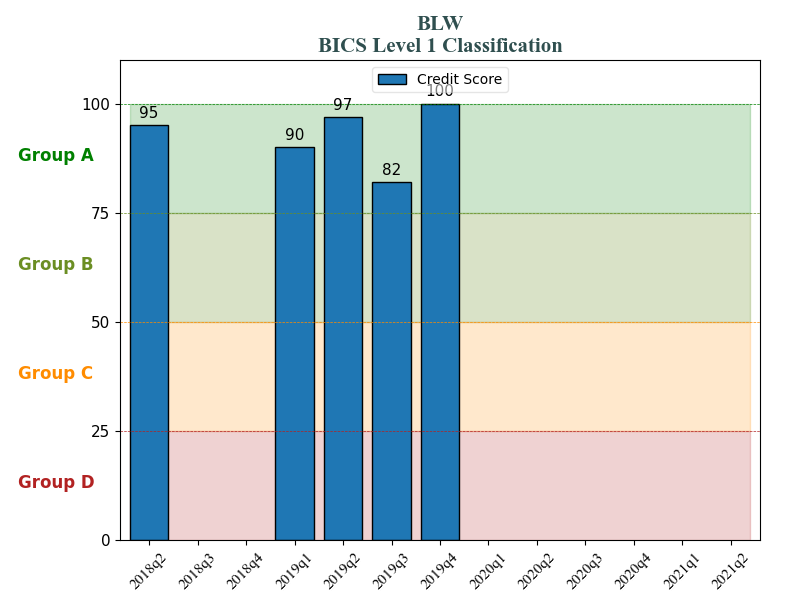 BLW
BICS Level 1 Classification
Credit Score
100
95
90
97
82
100
75
50
25
0
Group A
Group B
Group C
Group D
2018q2
2018q3
2018q4
2019q1
2019q2
2019q3
2019q4
2020q1
2020q2
2020q3
2020q4
2021q1
2021q2